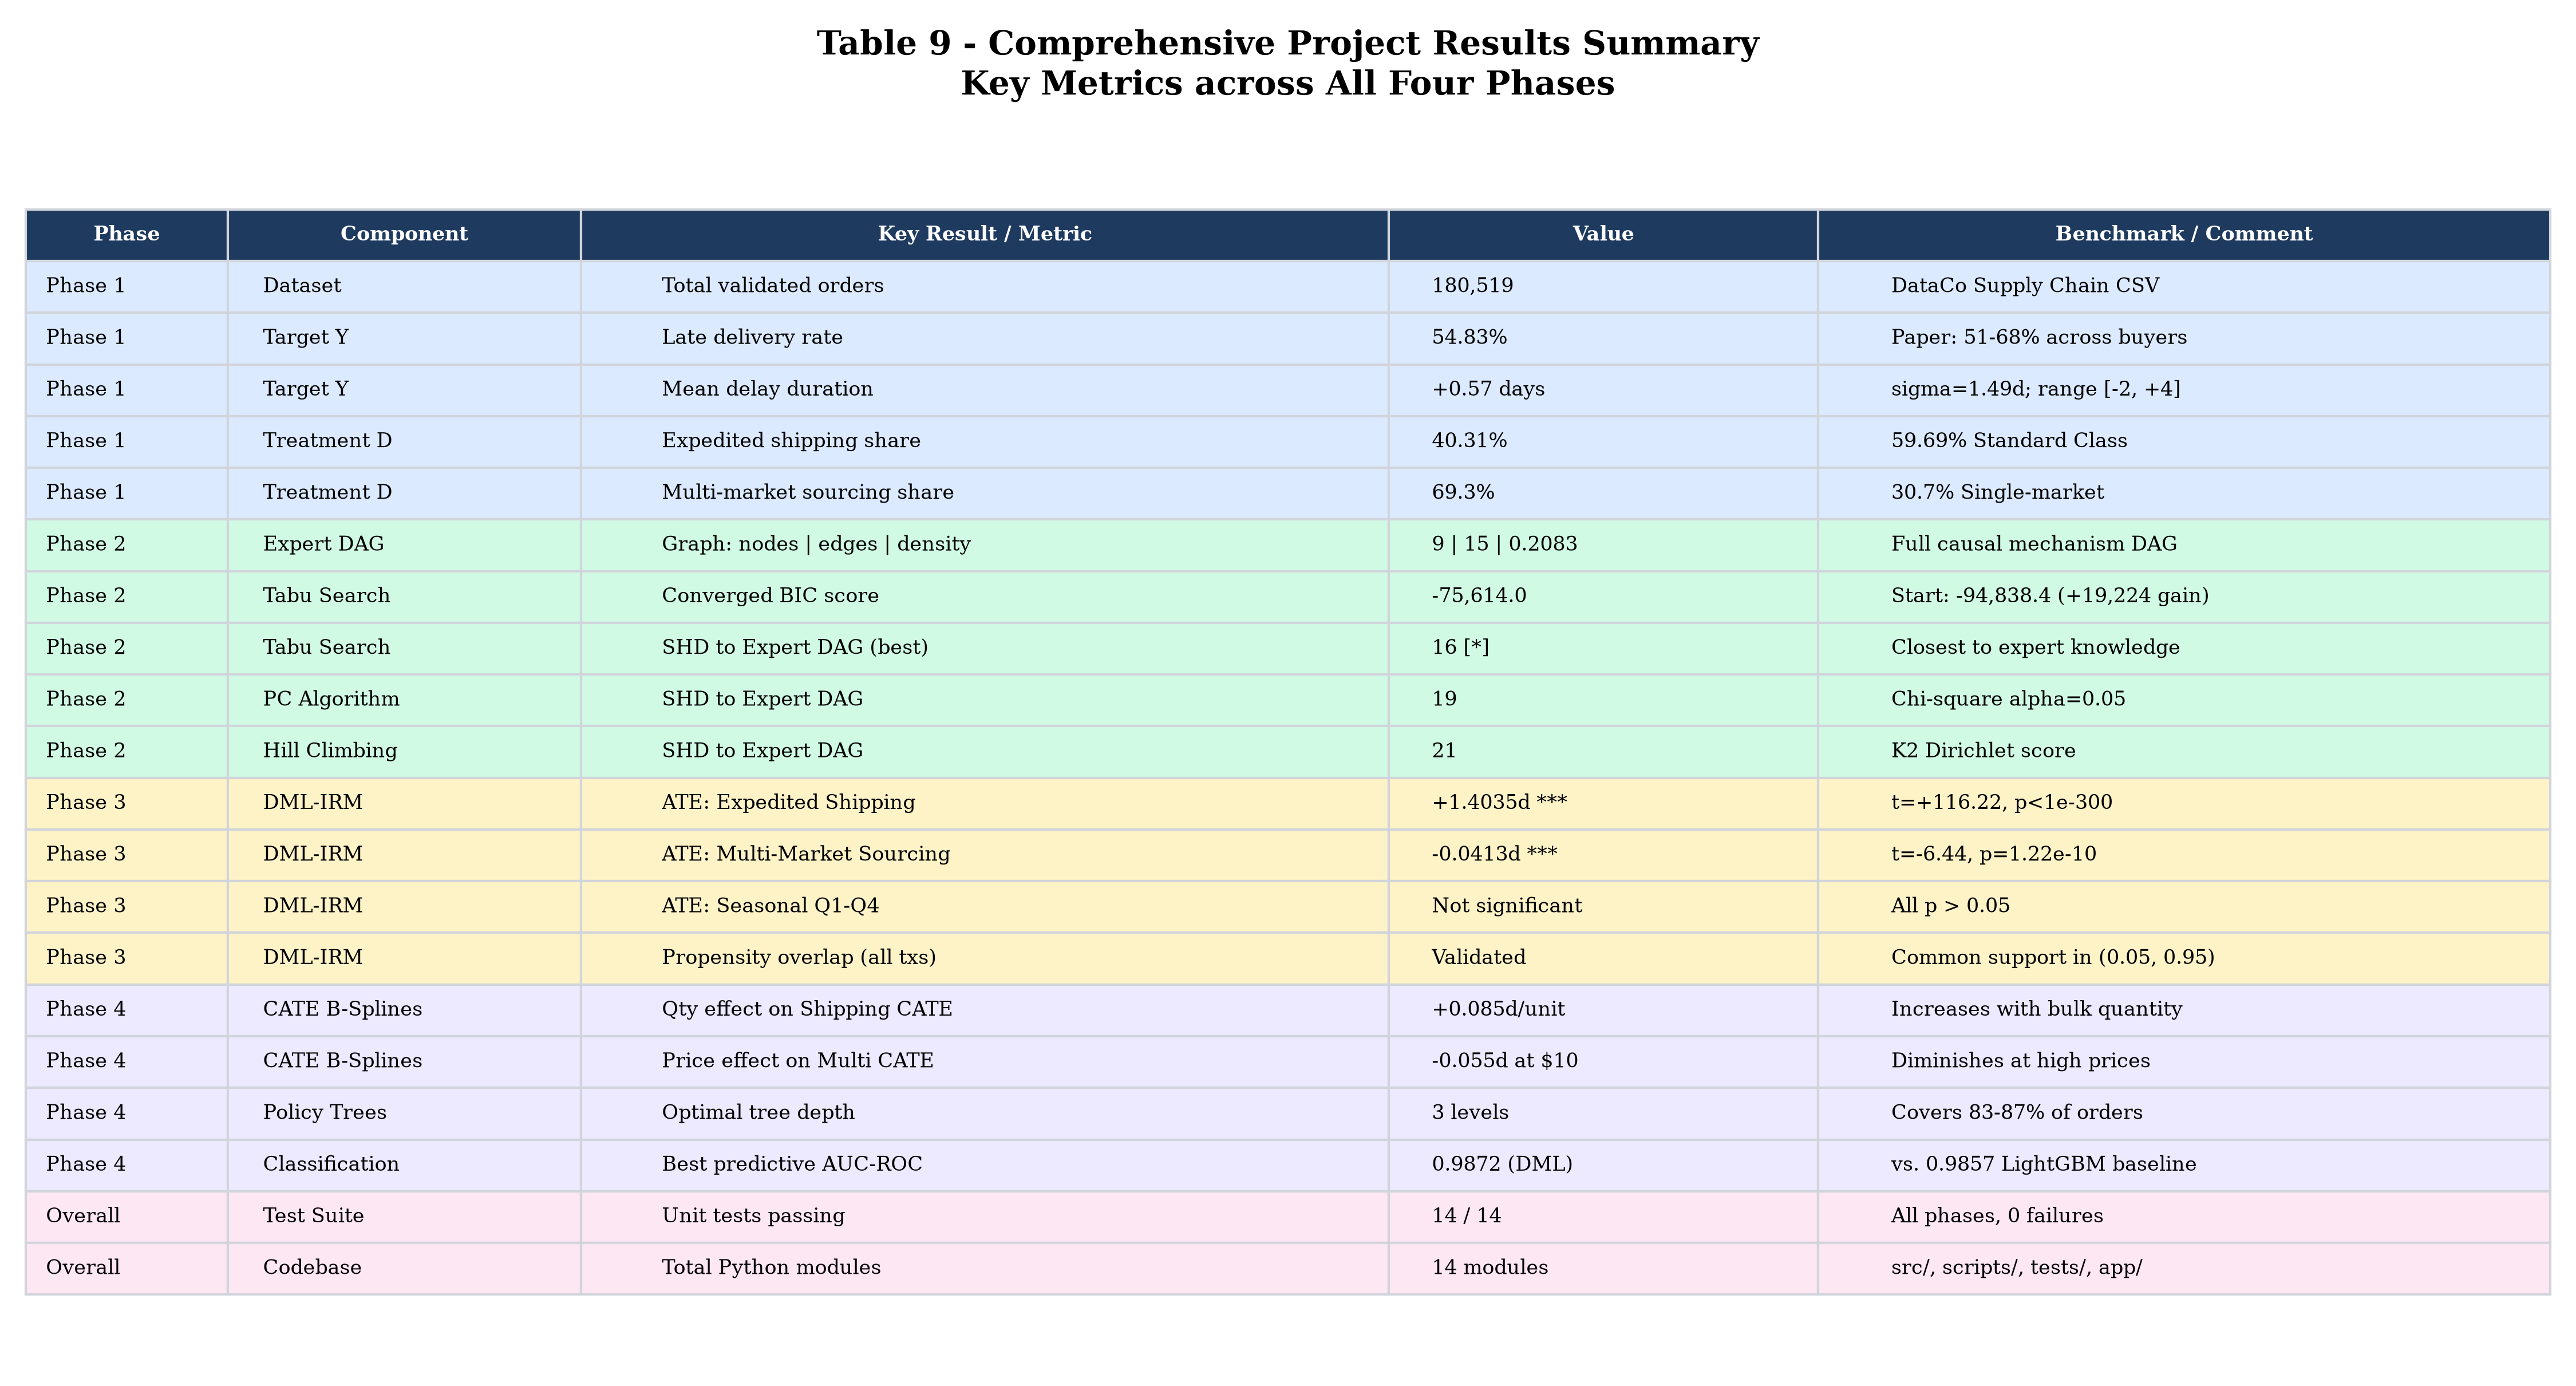 Table 9 - Comprehensive Project Results Summary
Key Metrics across All Four Phases
Phase Component Key Result / Metric Value Benchmark / Comment
Phase 1 Dataset Total validated orders 180,519 DataCo Supply Chain CSV
Phase 1 Target Y Late delivery rate 54.83% Paper: 51-68% across buyers
Phase 1 Target Y Mean delay duration +0.57 days sigma=1.49d; range [-2, +4]
Phase 1 Treatment D Expedited shipping share 40.31% 59.69% Standard Class
Phase 1 Treatment D Multi-market sourcing share 69.3% 30.7% Single-market
Phase 2 Expert DAG Graph: nodes | edges | density 9 | 15 | 0.2083 Full causal mechanism DAG
Phase 2 Tabu Search Converged BIC score -75,614.0 Start: -94,838.4 (+19,224 gain)
Phase 2 Tabu Search SHD to Expert DAG (best) 16 [*] Closest to expert knowledge
Phase 2 PC Algorithm SHD to Expert DAG 19 Chi-square alpha=0.05
Phase 2 Hill Climbing SHD to Expert DAG 21 K2 Dirichlet score
Phase 3 DML-IRM ATE: Expedited Shipping +1.4035d *** t=+116.22, p<1e-300
Phase 3 DML-IRM ATE: Multi-Market Sourcing -0.0413d *** t=-6.44, p=1.22e-10
Phase 3 DML-IRM ATE: Seasonal Q1-Q4 Not significant All p > 0.05
Phase 3 DML-IRM Propensity overlap (all txs) Validated Common support in (0.05, 0.95)
Phase 4 CATE B-Splines Qty effect on Shipping CATE +0.085d/unit Increases with bulk quantity
Phase 4 CATE B-Splines Price effect on Multi CATE -0.055d at $10 Diminishes at high prices
Phase 4 Policy Trees Optimal tree depth 3 levels Covers 83-87% of orders
Phase 4 Classification Best predictive AUC-ROC 0.9872 (DML) vs. 0.9857 LightGBM baseline
Overall Test Suite Unit tests passing 14 / 14 All phases, 0 failures
Overall Codebase Total Python modules 14 modules src/, scripts/, tests/, app/